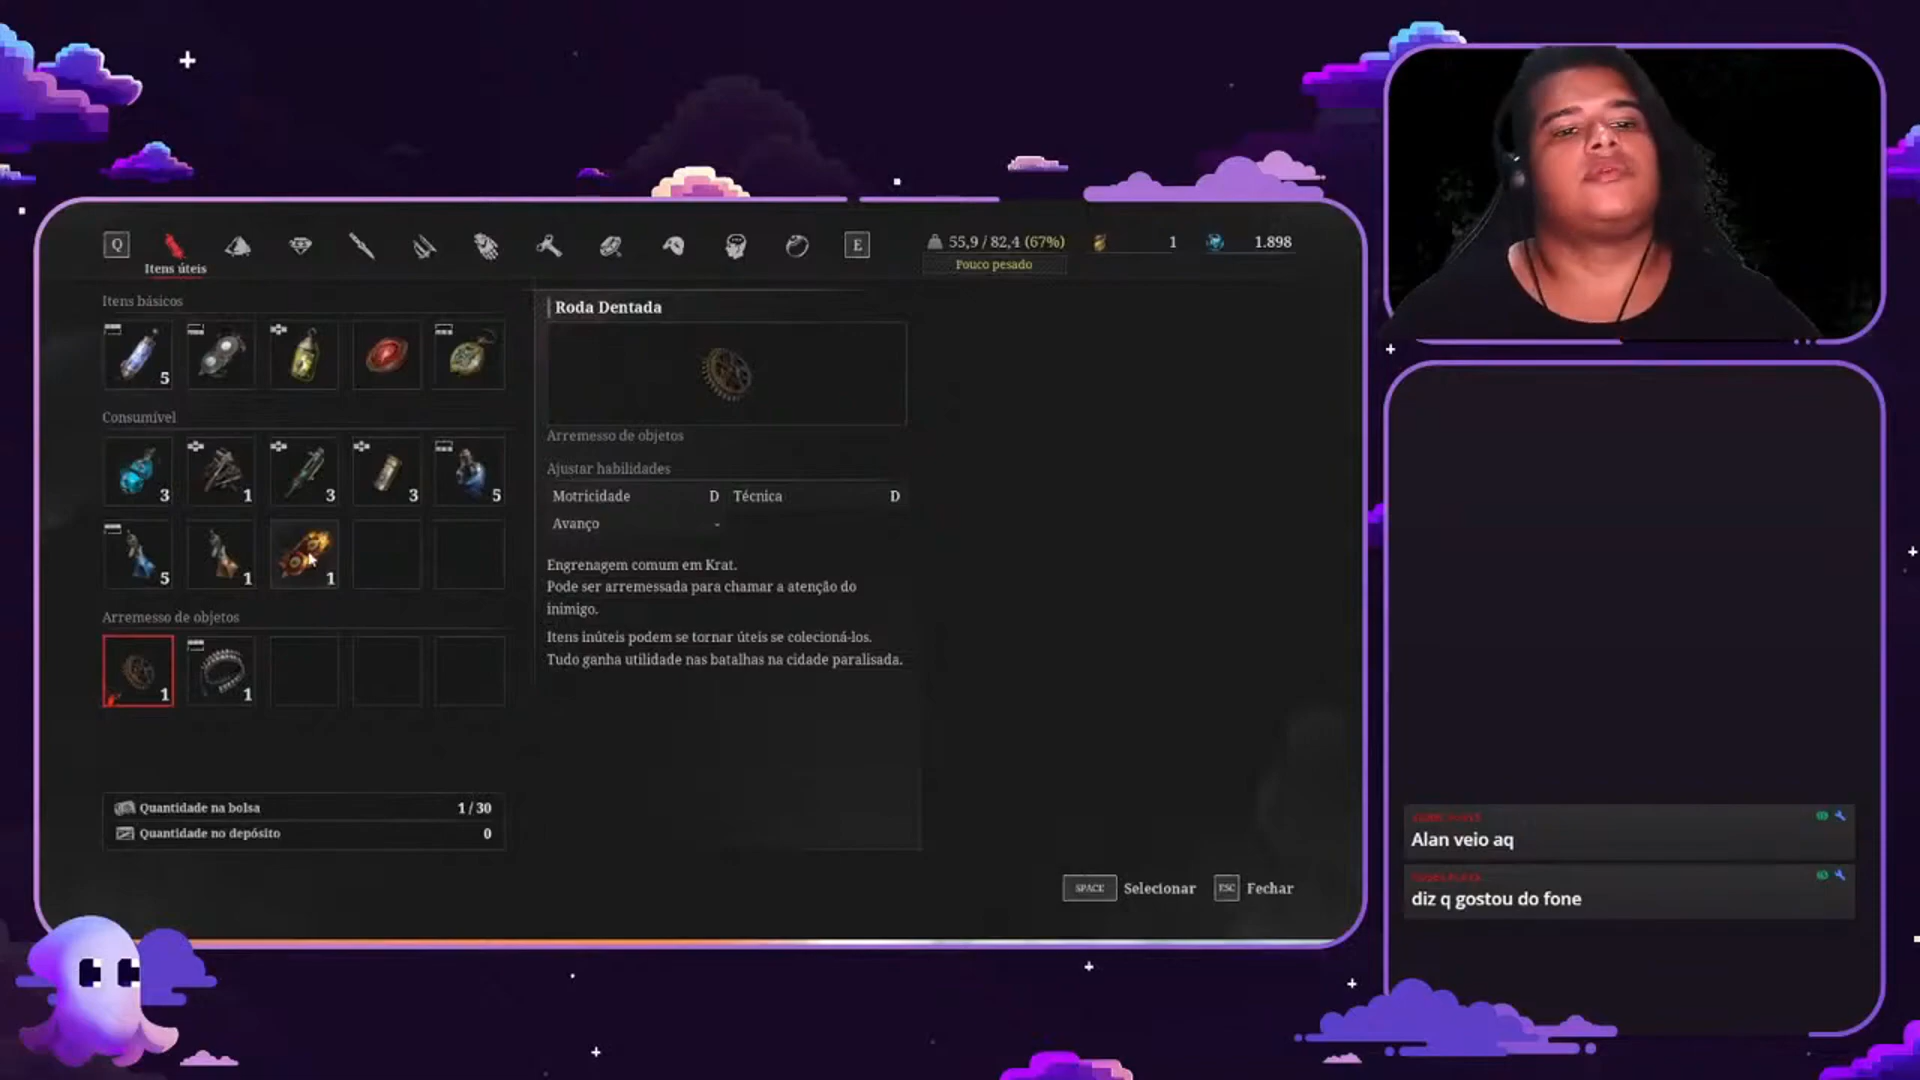 Q
E
Itens úteis
55,9 / 82,4 (67%)
Pouco pesado
1
1.898
Itens básicos
5
Consumível
3
1
3
3
5
5
1
1
Arremesso de objetos
1
1
Quantidade na bolsa 1 / 30
Quantidade no depósito 0
Roda Dentada
Arremesso de objetos
Ajustar habilidades
Motricidade D Técnica D
Avanço -
Engrenagem comum em Krat.
Pode ser arremessada para chamar a atenção do
inimigo.
Itens inúteis podem se tornar úteis se colecioná-los.
Tudo ganha utilidade nas batalhas na cidade paralisada.
SPACE Selecionar ESC Fechar
Alan veio aq
diz q gostou do fone